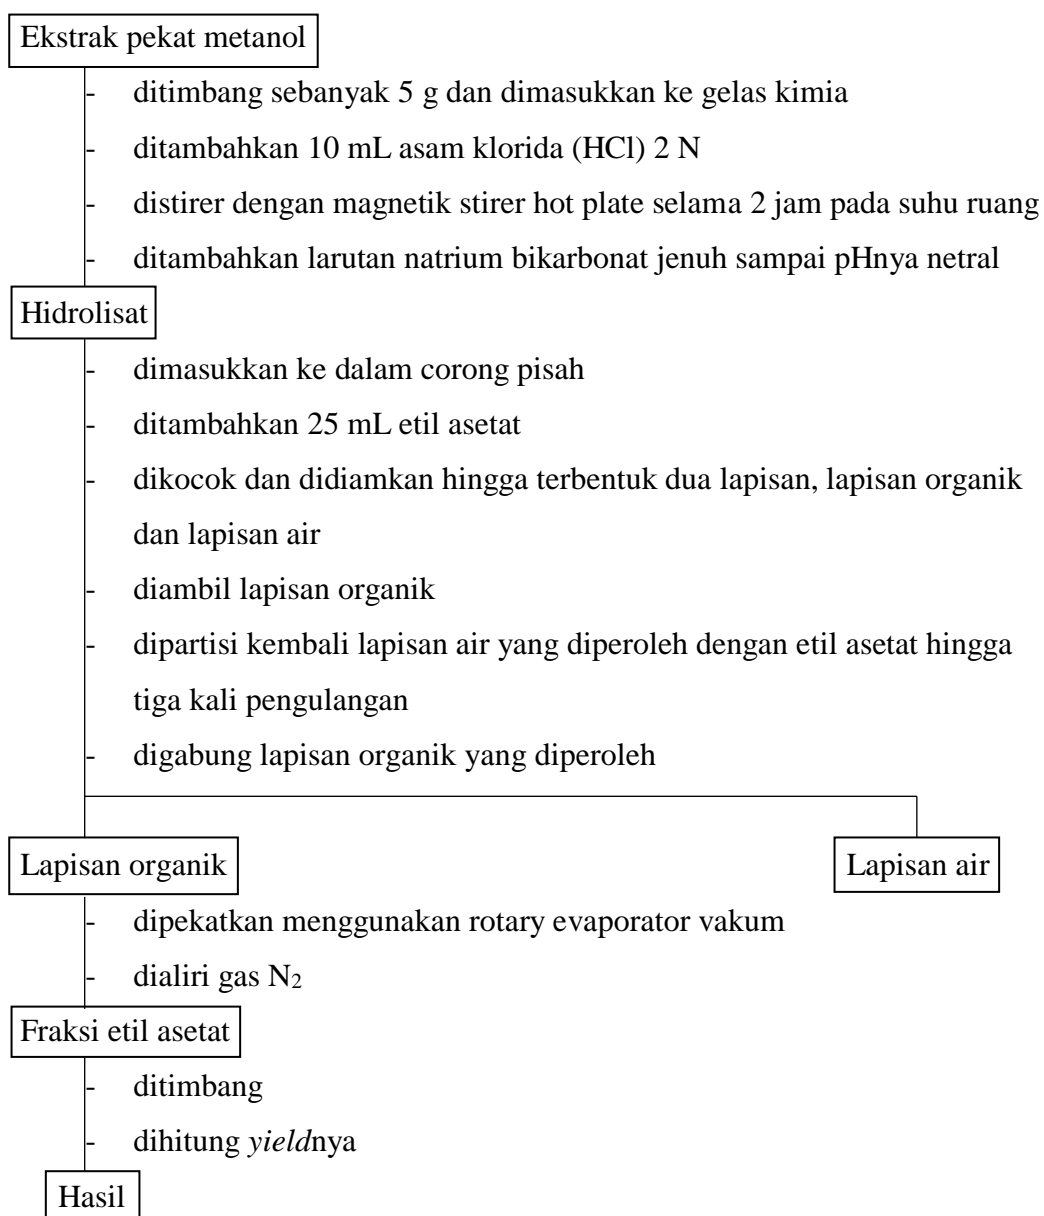 Ekstrak pekat metanol
- ditimbang sebanyak 5 g dan dimasukkan ke gelas kimia
- ditambahkan 10 mL asam klorida (HCl) 2 N
- distirer dengan magnetik stirer hot plate selama 2 jam pada suhu ruang
- ditambahkan larutan natrium bikarbonat jenuh sampai pHnya netral
Hidrolisat
- dimasukkan ke dalam corong pisah
- ditambahkan 25 mL etil asetat
- dikocok dan didiamkan hingga terbentuk dua lapisan, lapisan organik
dan lapisan air
- diambil lapisan organik
- dipartisi kembali lapisan air yang diperoleh dengan etil asetat hingga
tiga kali pengulangan
- digabung lapisan organik yang diperoleh
Lapisan organik
Lapisan air
- dipekatkan menggunakan rotary evaporator vakum
- dialiri gas N₂
Fraksi etil asetat
- ditimbang
- dihitung yieldnya
Hasil